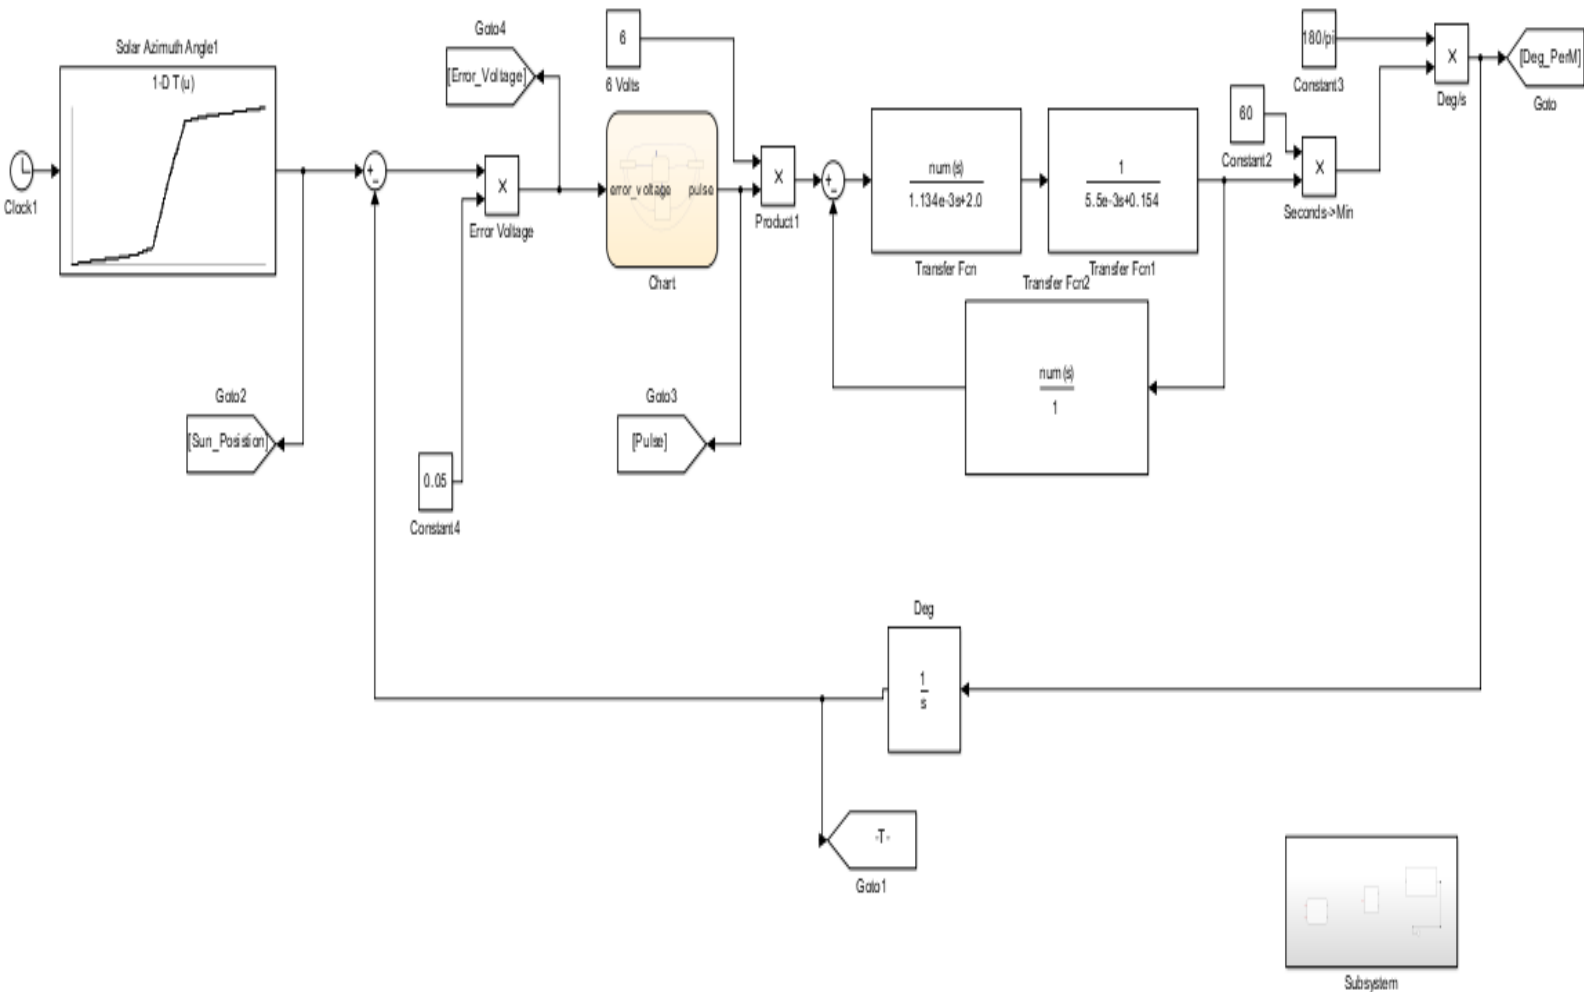 Solar Azimuth Angle1
1-D T(u)
Clock1
Goto2
[Sun_Posistion]
+
-
Goto4
[Error_Voltage]
X
Error Voltage
0.05
Constant4
6
6 Volts
error_voltage
pulse
Chart
Goto3
[Pulse]
X
Product1
+
-
num(s)
1.134e-3s+2.0
Transfer Fcn
1
5.5e-3s+0.154
Transfer Fcn1
Transfer Fcn2
num(s)
1
60
Constant2
X
Seconds->Min
180/pi
Constant3
X
Deg/s
[Deg_PerM]
Goto
Deg
1
s
-T-
Goto1
Subsystem